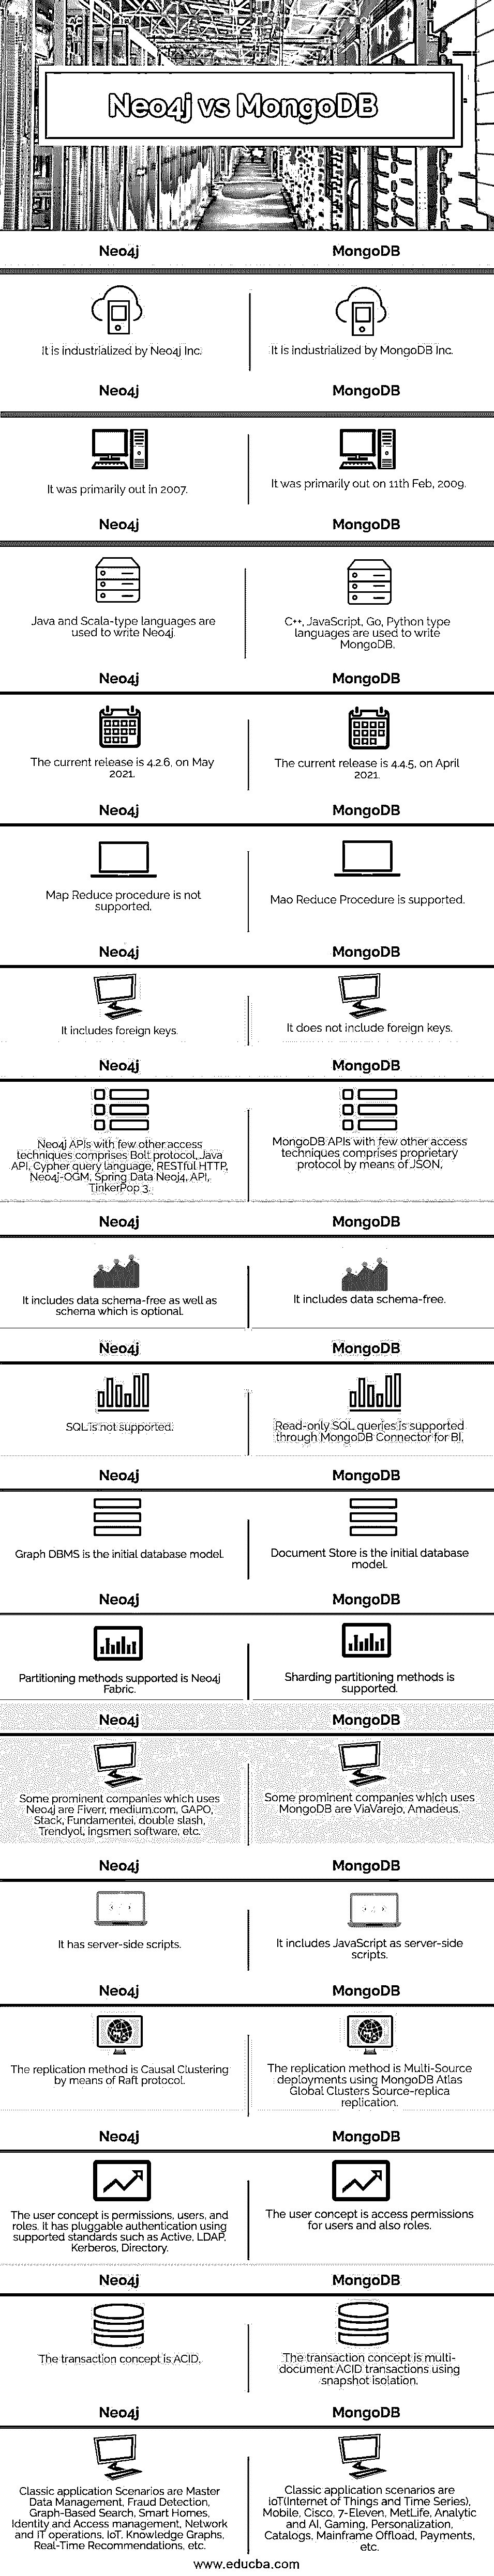 Neo4j vs MongoDB
Neo4j MongoDB
It is industrialized by Neo4j Inc.
It is industrialized by MongoDB Inc.
Neo4j MongoDB
It was primarily out in 2007.
It was primarily out on 11th Feb, 2009.
Neo4j MongoDB
Java and Scala-type languages are
used to write Neo4j.
C++, JavaScript, Go, Python type
languages are used to write
MongoDB.
Neo4j MongoDB
The current release is 4.2.6, on May
2021.
The current release is 4.4.5, on April
2021.
Neo4j MongoDB
Map Reduce procedure is not
supported.
Mao Reduce Procedure is supported.
Neo4j MongoDB
It includes foreign keys.
It does not include foreign keys.
Neo4j MongoDB
Neo4j APIs with few other access
techniques comprises Bolt protocol, Java
API, Cypher query language, RESTful HTTP,
Neo4j-OGM, Spring Data Neoj4, API,
TinkerPop 3.
MongoDB APIs with few other access
techniques comprises proprietary
protocol by means of JSON.
Neo4j MongoDB
It includes data schema-free as well as
schema which is optional.
It includes data schema-free.
Neo4j MongoDB
SQL is not supported.
Read-only SQL queries is supported
through MongoDB Connector for BI.
Neo4j MongoDB
Graph DBMS is the initial database model.
Document Store is the initial database
model.
Neo4j MongoDB
Partitioning methods supported is Neo4j
Fabric.
Sharding partitioning methods is
supported.
Neo4j MongoDB
Some prominent companies which uses
Neo4j are Fiverr, medium.com, GAPO,
Stack, Fundamentei, double slash,
Trendyol, ingsmen software, etc.
Some prominent companies which uses
MongoDB are ViaVarejo, Amadeus.
Neo4j MongoDB
It has server-side scripts.
It includes JavaScript as server-side
scripts.
Neo4j MongoDB
The replication method is Causal Clustering
by means of Raft protocol.
The replication method is Multi-Source
deployments using MongoDB Atlas
Global Clusters Source-replica
replication.
Neo4j MongoDB
The user concept is permissions, users, and
roles. It has pluggable authentication using
supported standards such as Active, LDAP,
Kerberos, Directory.
The user concept is access permissions
for users and also roles.
Neo4j MongoDB
The transaction concept is ACID.
The transaction concept is multi-
document ACID transactions using
snapshot isolation.
Neo4j MongoDB
Classic application Scenarios are Master
Data Management, Fraud Detection,
Graph-Based Search, Smart Homes,
Identity and Access management, Network
and IT operations, IoT, Knowledge Graphs,
Real-Time Recommendations, etc.
Classic application scenarios are
ioT(Internet of Things and Time Series),
Mobile, Cisco, 7-Eleven, MetLife, Analytic
and AI, Gaming, Personalization,
Catalogs, Mainframe Offload, Payments,
etc.
www.educba.com